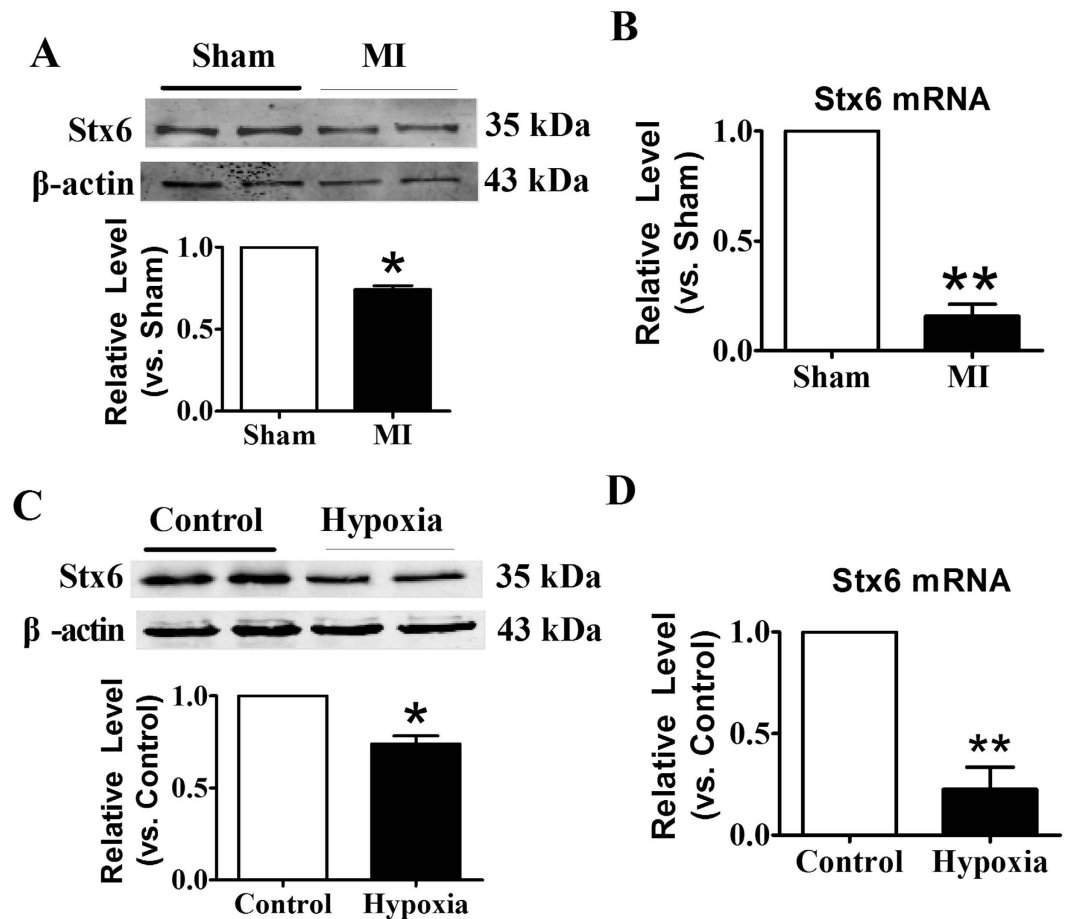 A
Sham MI
Stx6 35 kDa
β-actin 43 kDa
Relative Level
(vs. Sham)
1.0
0.5
0.0
*
Sham MI
B
Stx6 mRNA
Relative Level
(vs. Sham)
1.0
0.5
0.0
**
Sham MI
C
Control Hypoxia
Stx6 35 kDa
β -actin 43 kDa
Relative Level
(vs. Control)
1.0
0.5
0.0
*
Control Hypoxia
D
Stx6 mRNA
Relative Level
(vs. Control)
1.0
0.5
0.0
**
Control Hypoxia